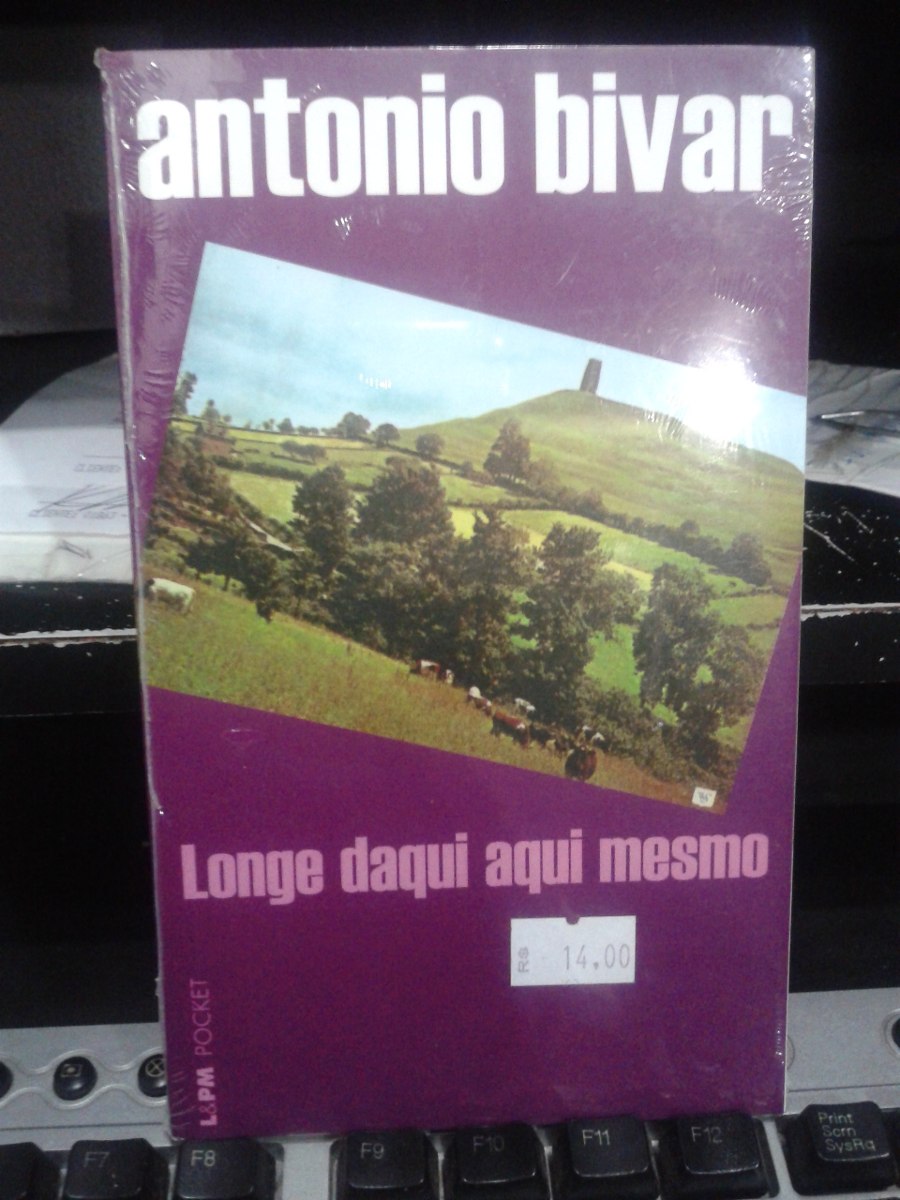 antonio bivar
Longe daqui aqui mesmo
R$ 14.00
L&PM POCKET
F7
F8
F9
F10
F11
F12
Print
Scrn
SysRq